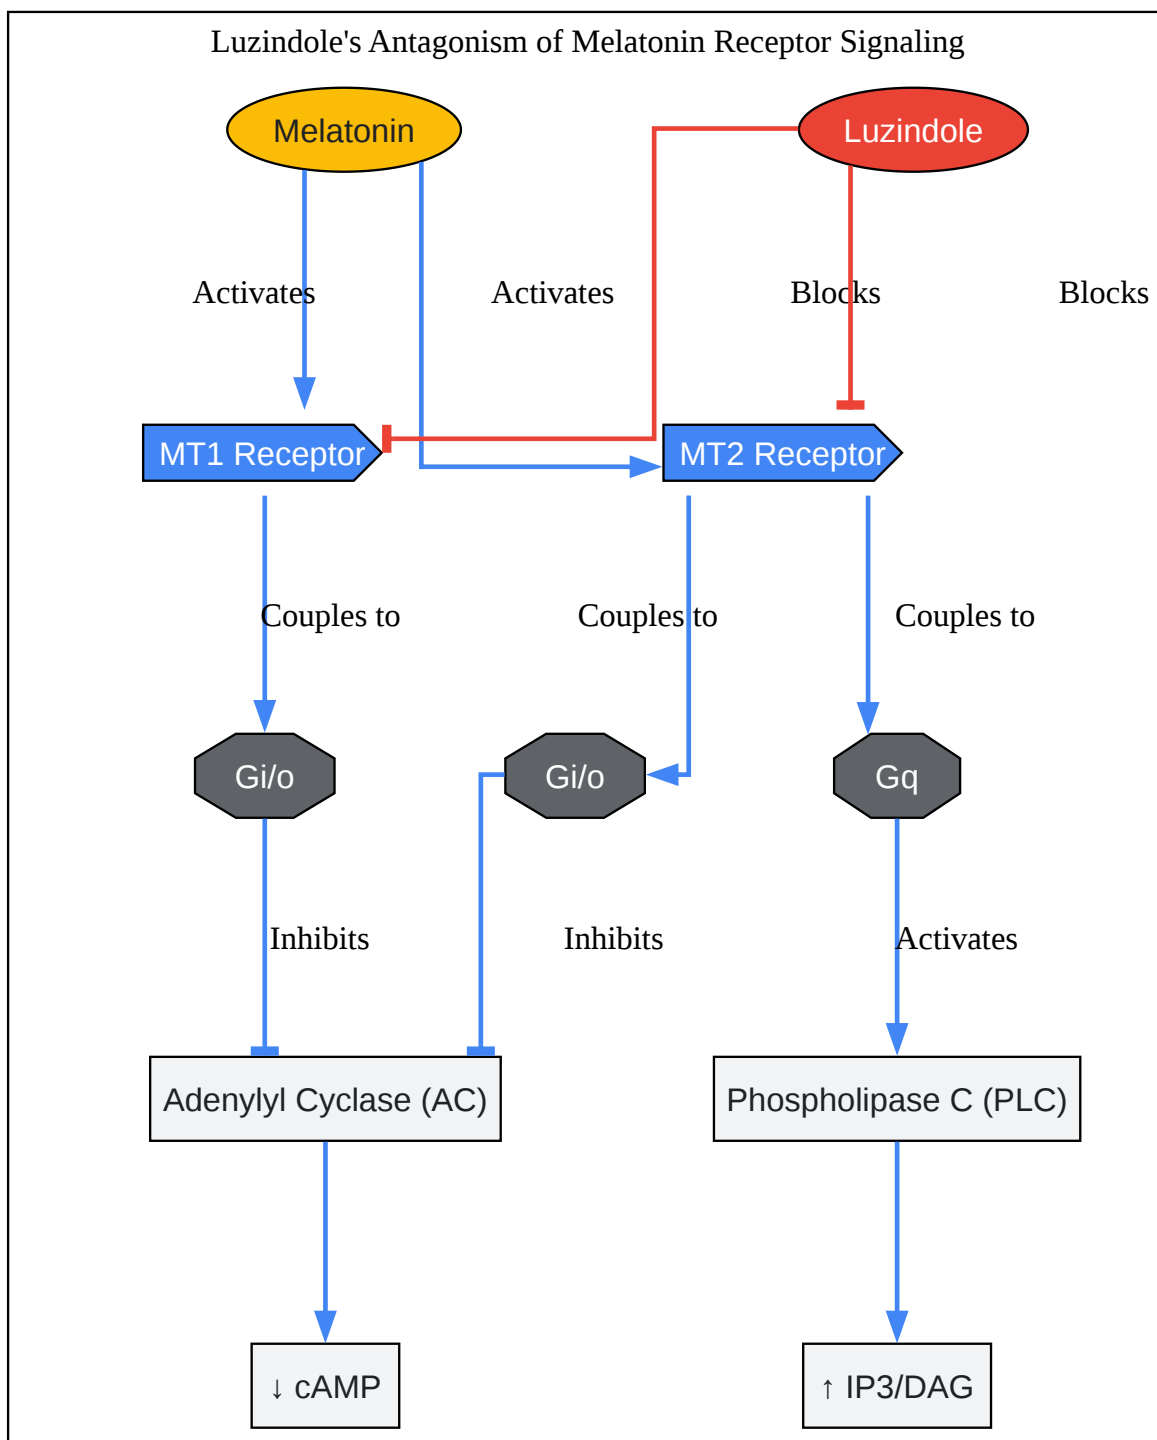 Luzindole's Antagonism of Melatonin Receptor Signaling
Melatonin
Luzindole
Activates
Activates
Blocks
Blocks
MT1 Receptor
MT2 Receptor
Couples to
Couples to
Couples to
Gi/o
Gi/o
Gq
Inhibits
Inhibits
Activates
Adenylyl Cyclase (AC)
Phospholipase C (PLC)
↓ cAMP
↑ IP3/DAG